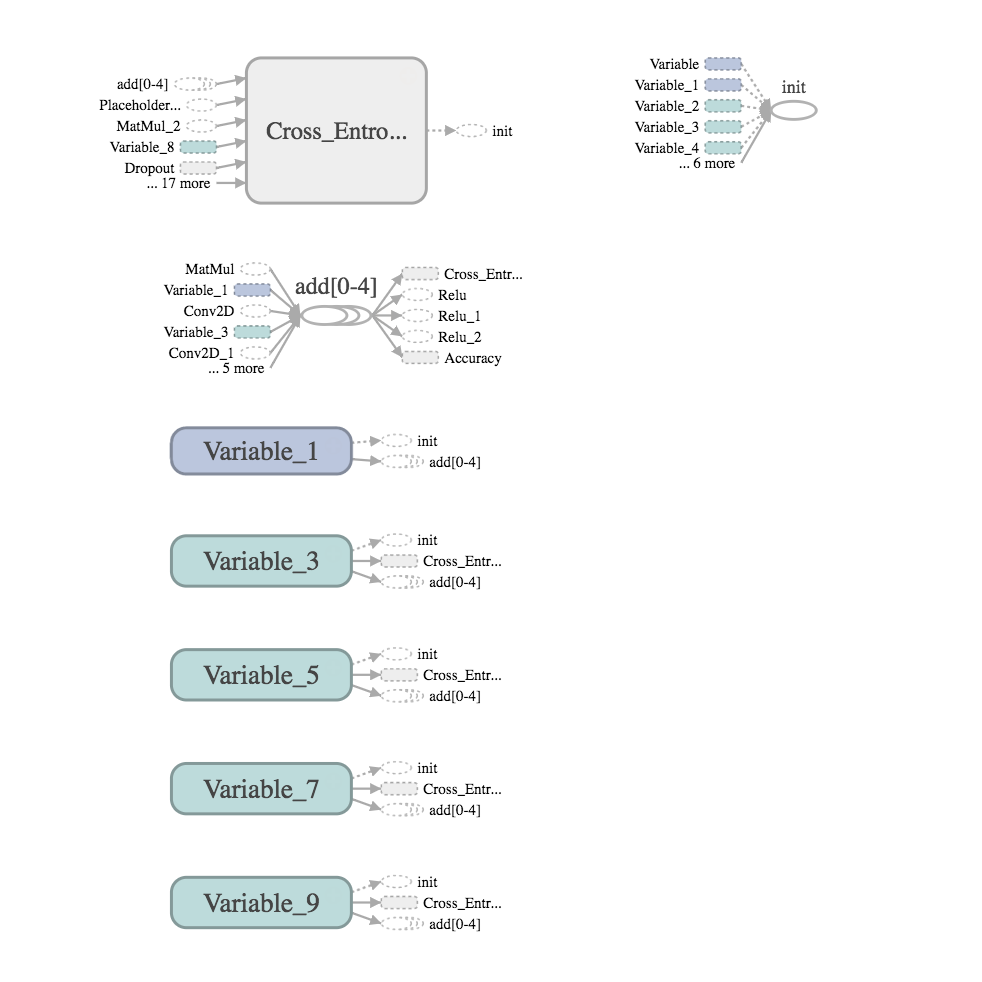 add[0-4]
Placeholder...
MatMul_2
Variable_8
Dropout
... 17 more
Cross_Entro...
init
Variable
Variable_1
Variable_2
Variable_3
Variable_4
... 6 more
init
MatMul
Variable_1
Conv2D
Variable_3
Conv2D_1
... 5 more
add[0-4]
Cross_Entr...
Relu
Relu_1
Relu_2
Accuracy
Variable_1
init
add[0-4]
Variable_3
init
Cross_Entr...
add[0-4]
Variable_5
init
Cross_Entr...
add[0-4]
Variable_7
init
Cross_Entr...
add[0-4]
Variable_9
init
Cross_Entr...
add[0-4]